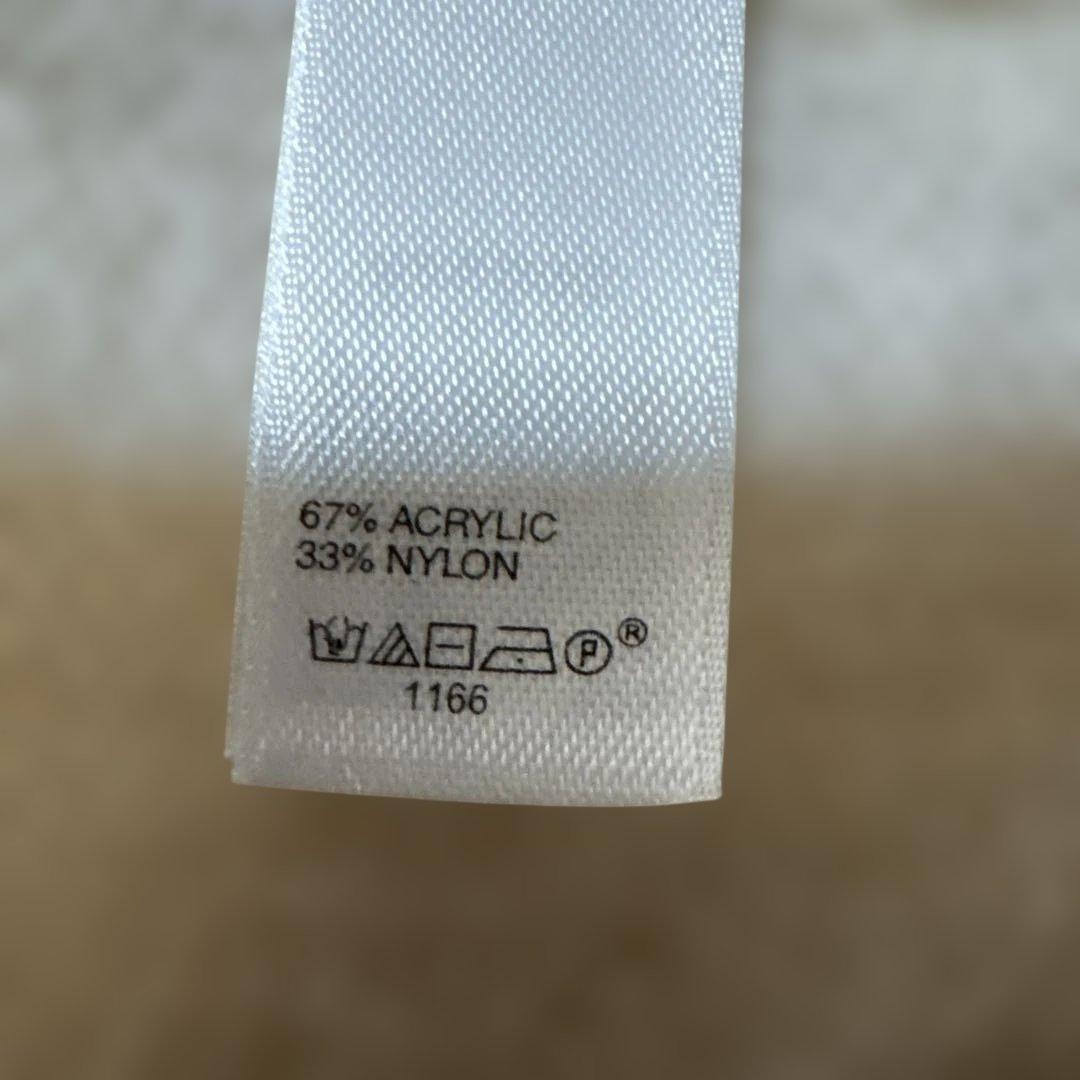 67% ACRYLIC
33% NYLON
P ®
1166